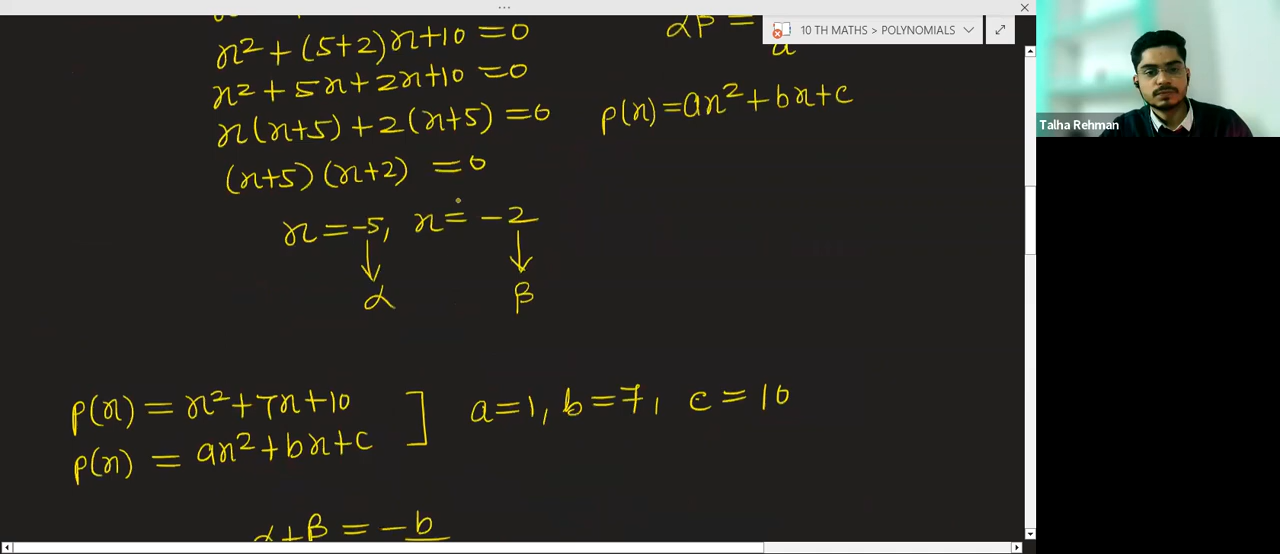 x² + (5+2)x+10 = 0
x² + 5x + 2x+10 = 0
x(x+5) + 2(x+5) = 0
(x+5) (x+2) = 0
x = -5, x = -2
α β
αβ =
a
p(x) = ax² + bx + c
10 TH MATHS > POLYNOMIALS
Talha Rehman
p(x) = x² + 7x + 10
p(x) = ax² + bx + c
] a = 1, b = 7, c = 10
α + β = -b